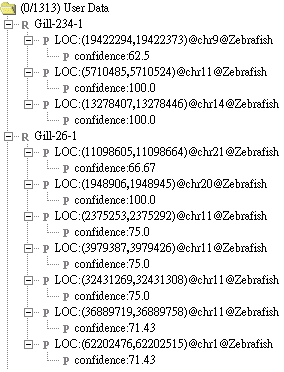 (0/1313) User Data
R Gill-234-1
P LOC:(19422294,19422373)@chr9@Zebrafish
P confidence:62.5
P LOC:(5710485,5710524)@chr11@Zebrafish
P confidence:100.0
P LOC:(13278407,13278446)@chr14@Zebrafish
P confidence:100.0
R Gill-26-1
P LOC:(11098605,11098664)@chr21@Zebrafish
P confidence:66.67
P LOC:(1948906,1948945)@chr20@Zebrafish
P confidence:100.0
P LOC:(2375253,2375292)@chr11@Zebrafish
P confidence:75.0
P LOC:(3979387,3979426)@chr11@Zebrafish
P confidence:75.0
P LOC:(32431269,32431308)@chr11@Zebrafish
P confidence:75.0
P LOC:(36889719,36889758)@chr11@Zebrafish
P confidence:71.43
P LOC:(62202476,62202515)@chr1@Zebrafish
P confidence:71.43